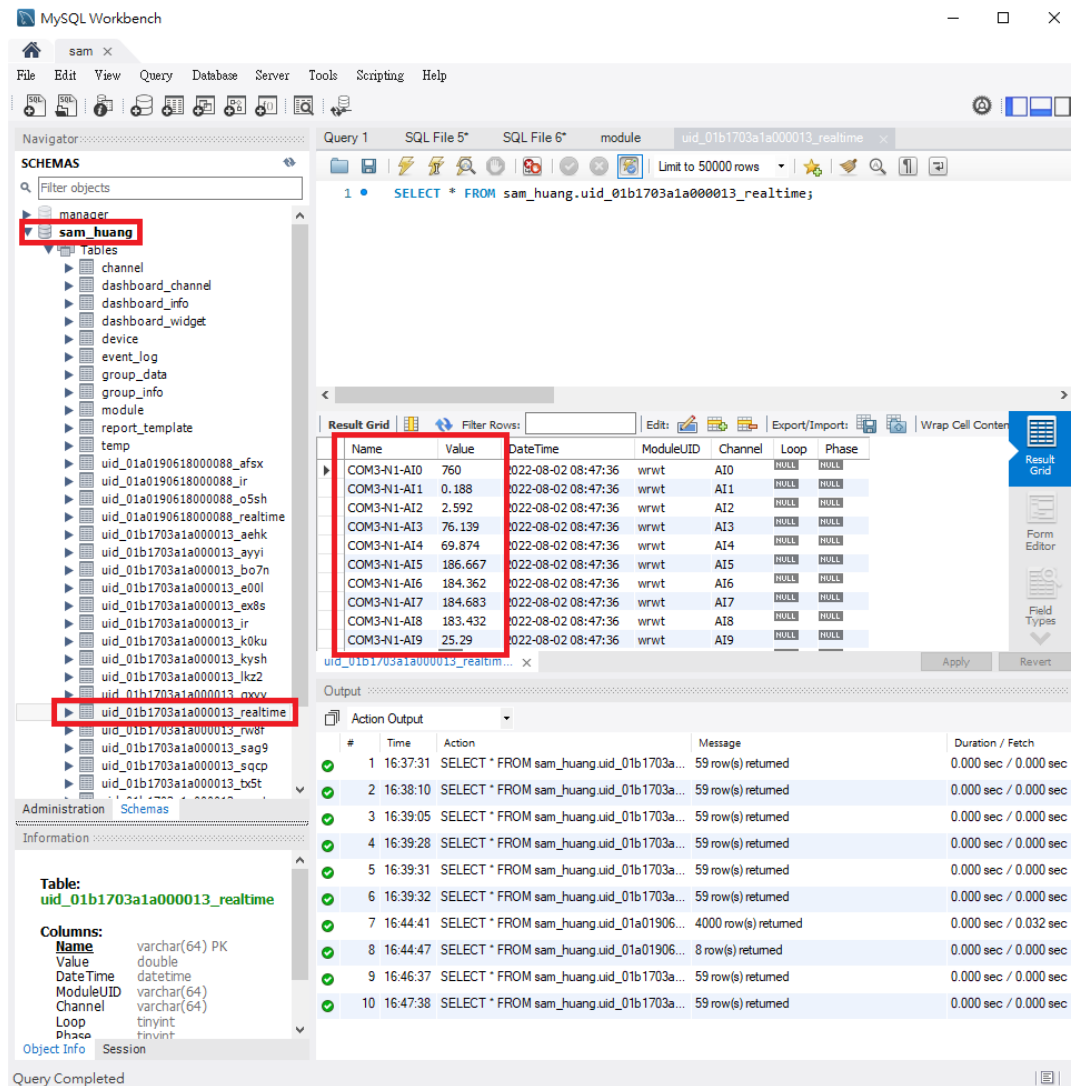 MySQL Workbench
sam ×
File Edit View Query Database Server Tools Scripting Help
Navigator
SCHEMAS
Filter objects
manager
sam_huang
Tables
channel
dashboard_channel
dashboard_info
dashboard_widget
device
event_log
group_data
group_info
module
report_template
temp
uid_01a0190618000088_afsx
uid_01a0190618000088_ir
uid_01a0190618000088_o5sh
uid_01a0190618000088_realtime
uid_01b1703a1a000013_aehk
uid_01b1703a1a000013_ayyi
uid_01b1703a1a000013_bo7n
uid_01b1703a1a000013_e00l
uid_01b1703a1a000013_ex8s
uid_01b1703a1a000013_ir
uid_01b1703a1a000013_k0ku
uid_01b1703a1a000013_kysh
uid_01b1703a1a000013_lkz2
uid_01b1703a1a000013_realtime
uid_01b1703a1a000013_rw8f
uid_01b1703a1a000013_sag9
uid_01b1703a1a000013_sqcp
uid_01b1703a1a000013_tx5t
Administration Schemas
Information
Table:
uid_01b1703a1a000013_realtime
Columns:
Name varchar(64) PK
Value double
DateTime datetime
ModuleUID varchar(64)
Channel varchar(64)
Loop tinyint
Phase tinyint
Object Info Session
Query 1 SQL File 5* SQL File 6* module uid_01b1703a1a000013_realtime ×
Limit to 50000 rows
1 SELECT * FROM sam_huang.uid_01b1703a1a000013_realtime;
Result Grid Filter Rows: Edit: Export/Import: Wrap Cell Conten
Name Value DateTime ModuleUID Channel Loop Phase
COM3-N1-AI0 760 2022-08-02 08:47:36 wrwt AI0 NULL NULL
COM3-N1-AI1 0.188 2022-08-02 08:47:36 wrwt AI1 NULL NULL
COM3-N1-AI2 2.592 2022-08-02 08:47:36 wrwt AI2 NULL NULL
COM3-N1-AI3 76.139 2022-08-02 08:47:36 wrwt AI3 NULL NULL
COM3-N1-AI4 69.874 2022-08-02 08:47:36 wrwt AI4 NULL NULL
COM3-N1-AI5 186.667 2022-08-02 08:47:36 wrwt AI5 NULL NULL
COM3-N1-AI6 184.362 2022-08-02 08:47:36 wrwt AI6 NULL NULL
COM3-N1-AI7 184.683 2022-08-02 08:47:36 wrwt AI7 NULL NULL
COM3-N1-AI8 183.432 2022-08-02 08:47:36 wrwt AI8 NULL NULL
COM3-N1-AI9 25.29 2022-08-02 08:47:36 wrwt AI9 NULL NULL
Result
Grid
Form
Editor
Field
Types
uid_01b1703a1a000013_realtim... ×
Apply Revert
Output
Action Output
# Time Action Message Duration / Fetch
1 16:37:31 SELECT * FROM sam_huang.uid_01b1703a... 59 row(s) returned 0.000 sec / 0.000 sec
2 16:38:10 SELECT * FROM sam_huang.uid_01b1703a... 59 row(s) returned 0.000 sec / 0.000 sec
3 16:39:05 SELECT * FROM sam_huang.uid_01b1703a... 59 row(s) returned 0.000 sec / 0.000 sec
4 16:39:28 SELECT * FROM sam_huang.uid_01b1703a... 59 row(s) returned 0.000 sec / 0.000 sec
5 16:39:31 SELECT * FROM sam_huang.uid_01b1703a... 59 row(s) returned 0.000 sec / 0.000 sec
6 16:39:32 SELECT * FROM sam_huang.uid_01b1703a... 59 row(s) returned 0.000 sec / 0.000 sec
7 16:44:41 SELECT * FROM sam_huang.uid_01a01906... 4000 row(s) returned 0.000 sec / 0.032 sec
8 16:44:47 SELECT * FROM sam_huang.uid_01a01906... 8 row(s) returned 0.000 sec / 0.000 sec
9 16:46:37 SELECT * FROM sam_huang.uid_01b1703a... 59 row(s) returned 0.000 sec / 0.000 sec
10 16:47:38 SELECT * FROM sam_huang.uid_01b1703a... 59 row(s) returned 0.000 sec / 0.000 sec
Query Completed